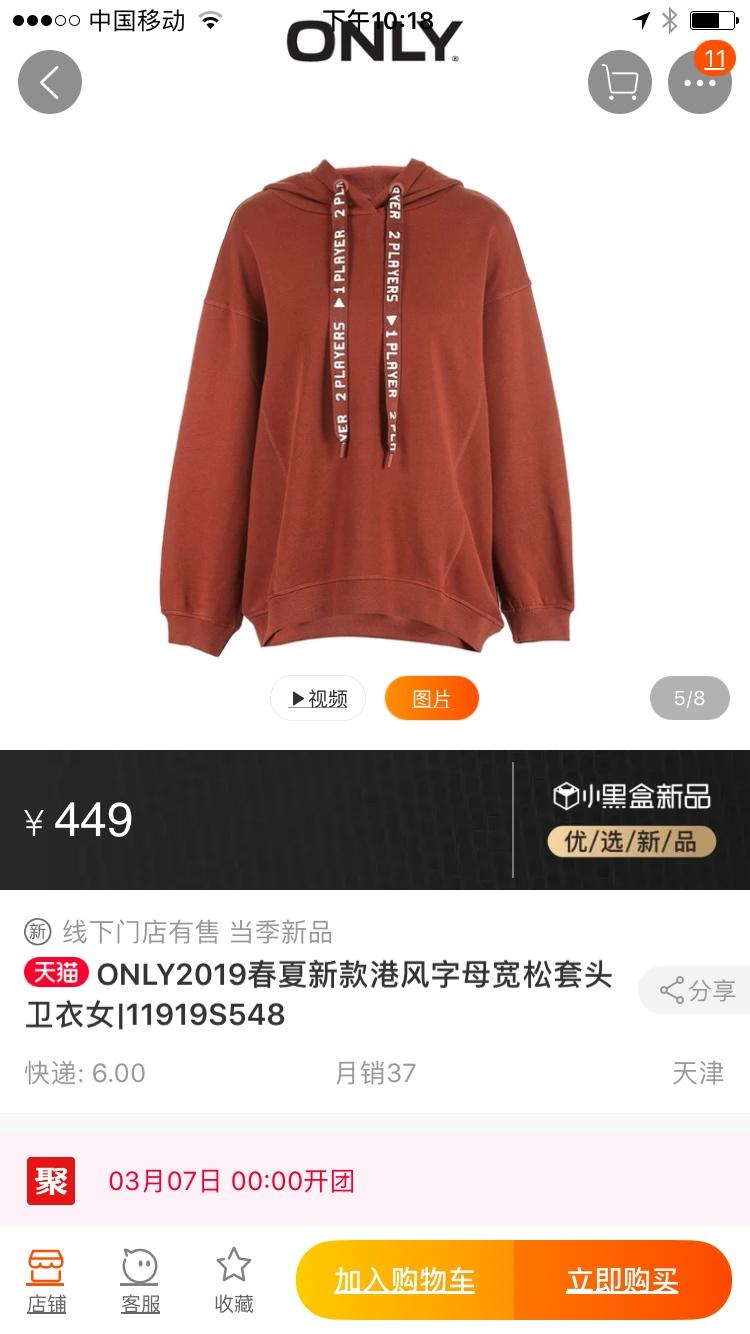 中国移动
下午10:18
ONLY
11
2 PLAYERS 1 PLAYER
2 PLAYERS 1 PLAYER
视频
图片
5/8
¥ 449
小黑盒新品
优/选/新/品
新 线下门店有售 当季新品
天猫 ONLY2019春夏新款港风字母宽松套头
卫衣女|11919S548
分享
快递: 6.00 月销37 天津
聚 03月07日 00:00开团
店铺 客服 收藏 加入购物车 立即购买